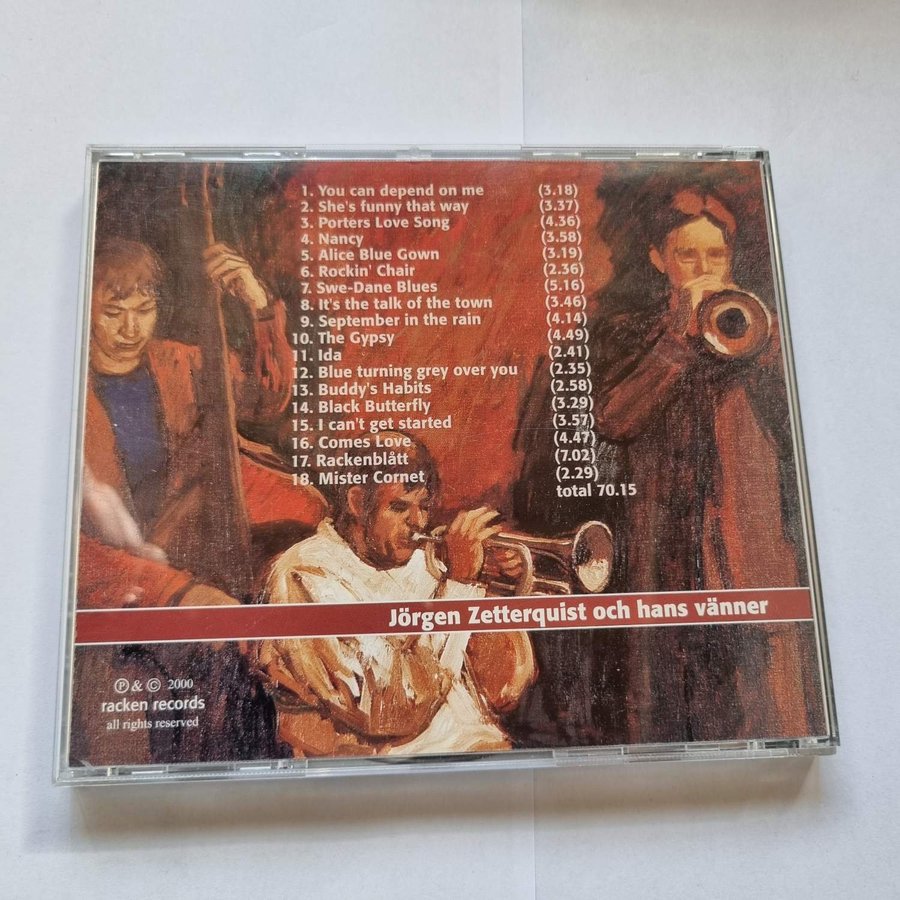 1. You can depend on me (3.18)
2. She's funny that way (3.37)
3. Porters Love Song (4.36)
4. Nancy (3.58)
5. Alice Blue Gown (3.19)
6. Rockin' Chair (2.36)
7. Swe-Dane Blues (5.16)
8. It's the talk of the town (3.46)
9. September in the rain (4.14)
10. The Gypsy (4.49)
11. Ida (2.41)
12. Blue turning grey over you (2.35)
13. Buddy's Habits (2.58)
14. Black Butterfly (3.29)
15. I can't get started (3.57)
16. Comes Love (4.47)
17. Rackenblått (7.02)
18. Mister Cornet (2.29)
total 70.15
Jörgen Zetterquist och hans vänner
℗ & © 2000
racken records
all rights reserved